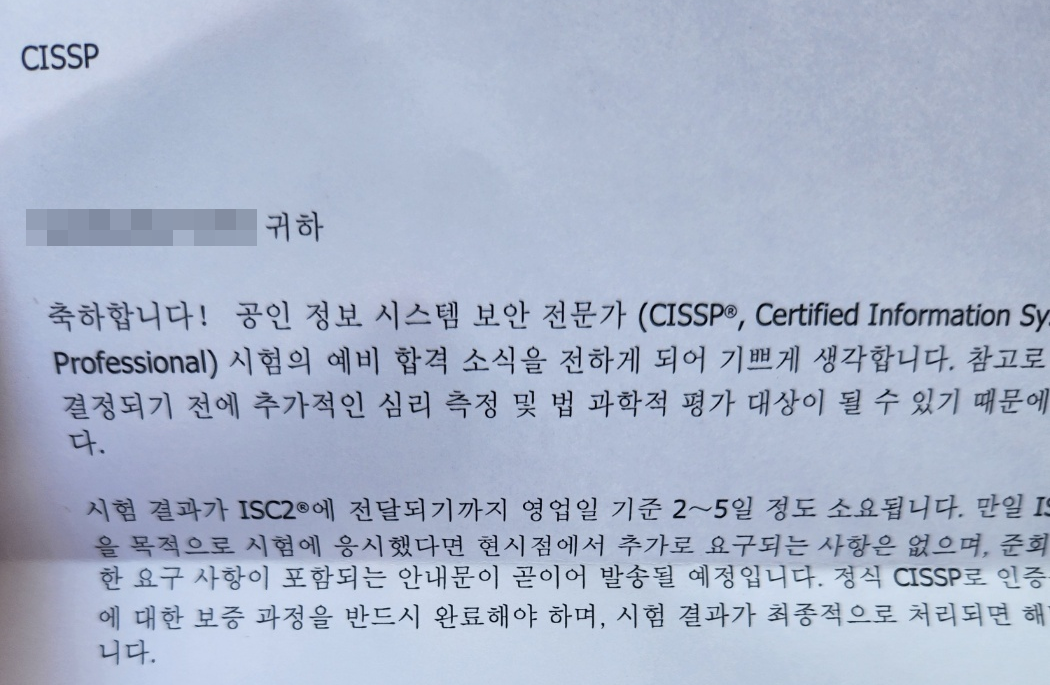 CISSP
귀하
축하합니다! 공인 정보 시스템 보안 전문가 (CISSP®, Certified Information Sy
Professional) 시험의 예비 합격 소식을 전하게 되어 기쁘게 생각합니다. 참고로
결정되기 전에 추가적인 심리 측정 및 법 과학적 평가 대상이 될 수 있기 때문에
다.
시험 결과가 ISC2®에 전달되기까지 영업일 기준 2~5일 정도 소요됩니다. 만일 IS
을 목적으로 시험에 응시했다면 현시점에서 추가로 요구되는 사항은 없으며, 준회
한 요구 사항이 포함되는 안내문이 곧이어 발송될 예정입니다. 정식 CISSP로 인증
에 대한 보증 과정을 반드시 완료해야 하며, 시험 결과가 최종적으로 처리되면 해
니다.